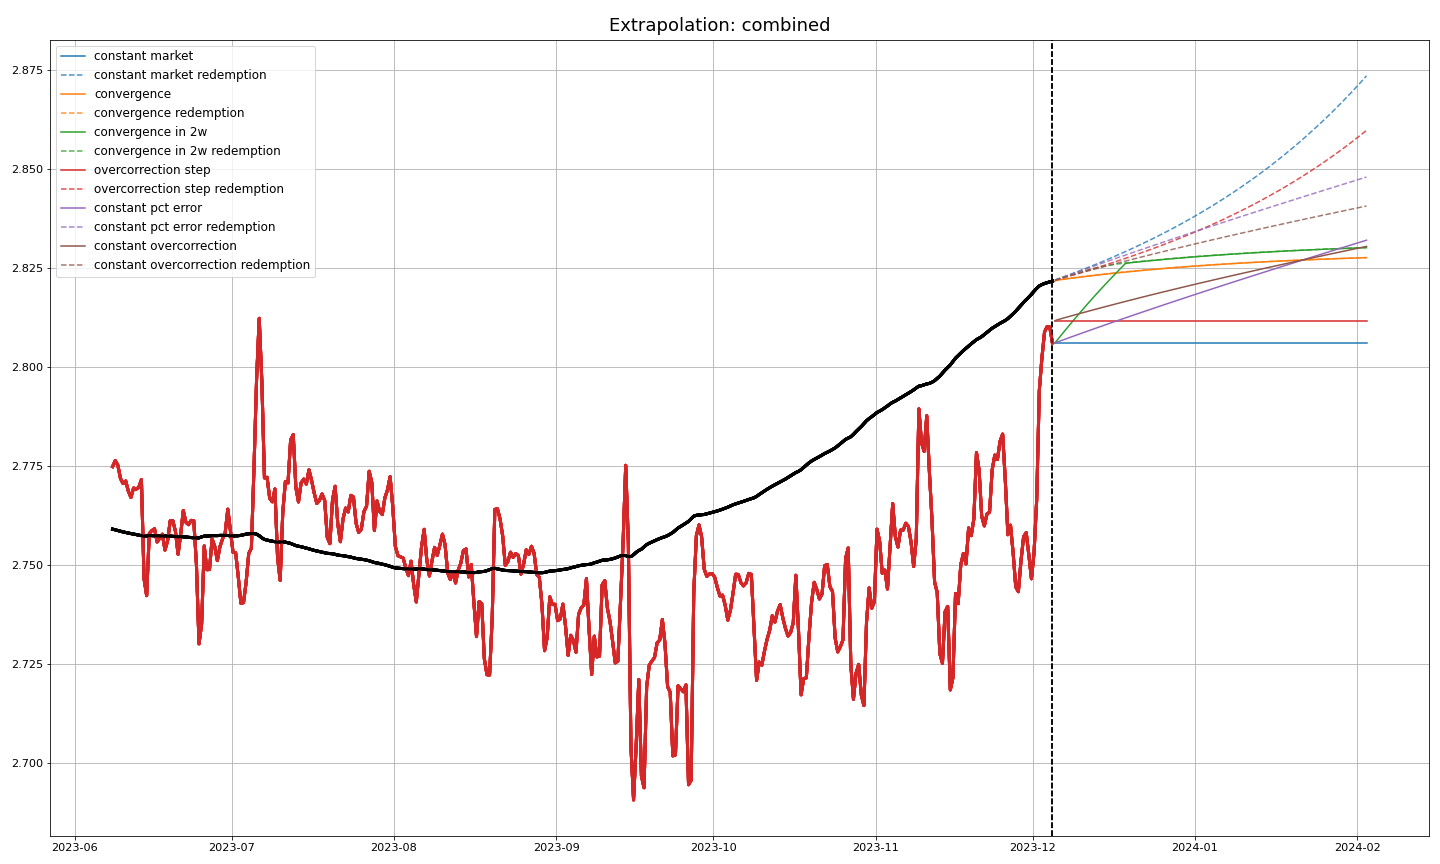 Extrapolation: combined
constant market
constant market redemption
convergence
convergence redemption
convergence in 2w
convergence in 2w redemption
overcorrection step
overcorrection step redemption
constant pct error
constant pct error redemption
constant overcorrection
constant overcorrection redemption
2.875
2.850
2.825
2.800
2.775
2.750
2.725
2.700
2023-06 2023-07 2023-08 2023-09 2023-10 2023-11 2023-12 2024-01 2024-02